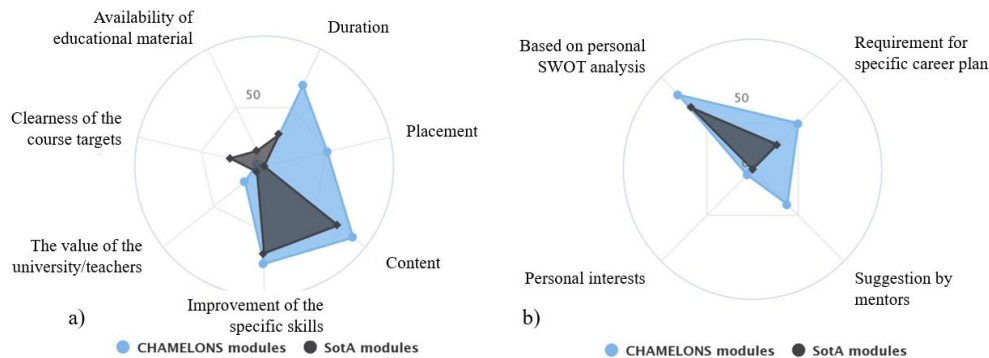 Availability of
educational material
Duration
50
Clearness of the
course targets
Placement
The value of the
university/teachers
Content
Improvement of the
specific skills
a)
CHAMELONS modules
SotA modules
Based on personal
SWOT analysis
Requirement for
specific career plan
50
Personal interests
Suggestion by
mentors
b)
CHAMELONS modules
SotA modules